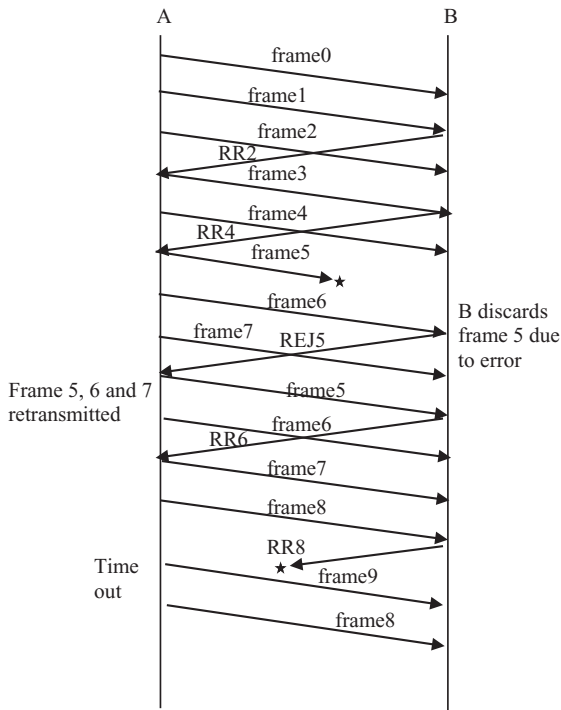 A B
frame0
frame1
frame2
RR2
frame3
frame4
RR4
frame5
frame6
B discards
frame 5 due
to error
frame7
REJ5
Frame 5, 6 and 7
retransmitted
frame5
frame6
RR6
frame7
frame8
RR8
Time
out
frame9
frame8